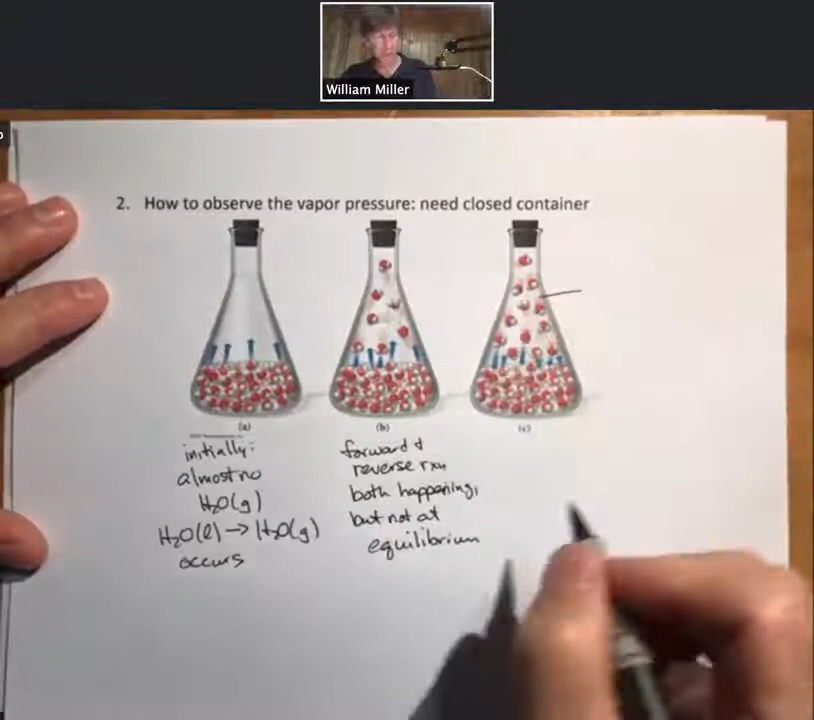 William Miller
2. How to observe the vapor pressure: need closed container
(a)
(b)
(c)
initially:
almost no
H₂O(g)
H₂O(l) → H₂O(g)
occurs
forward &
reverse rxn
both happening,
but not at
equilibrium